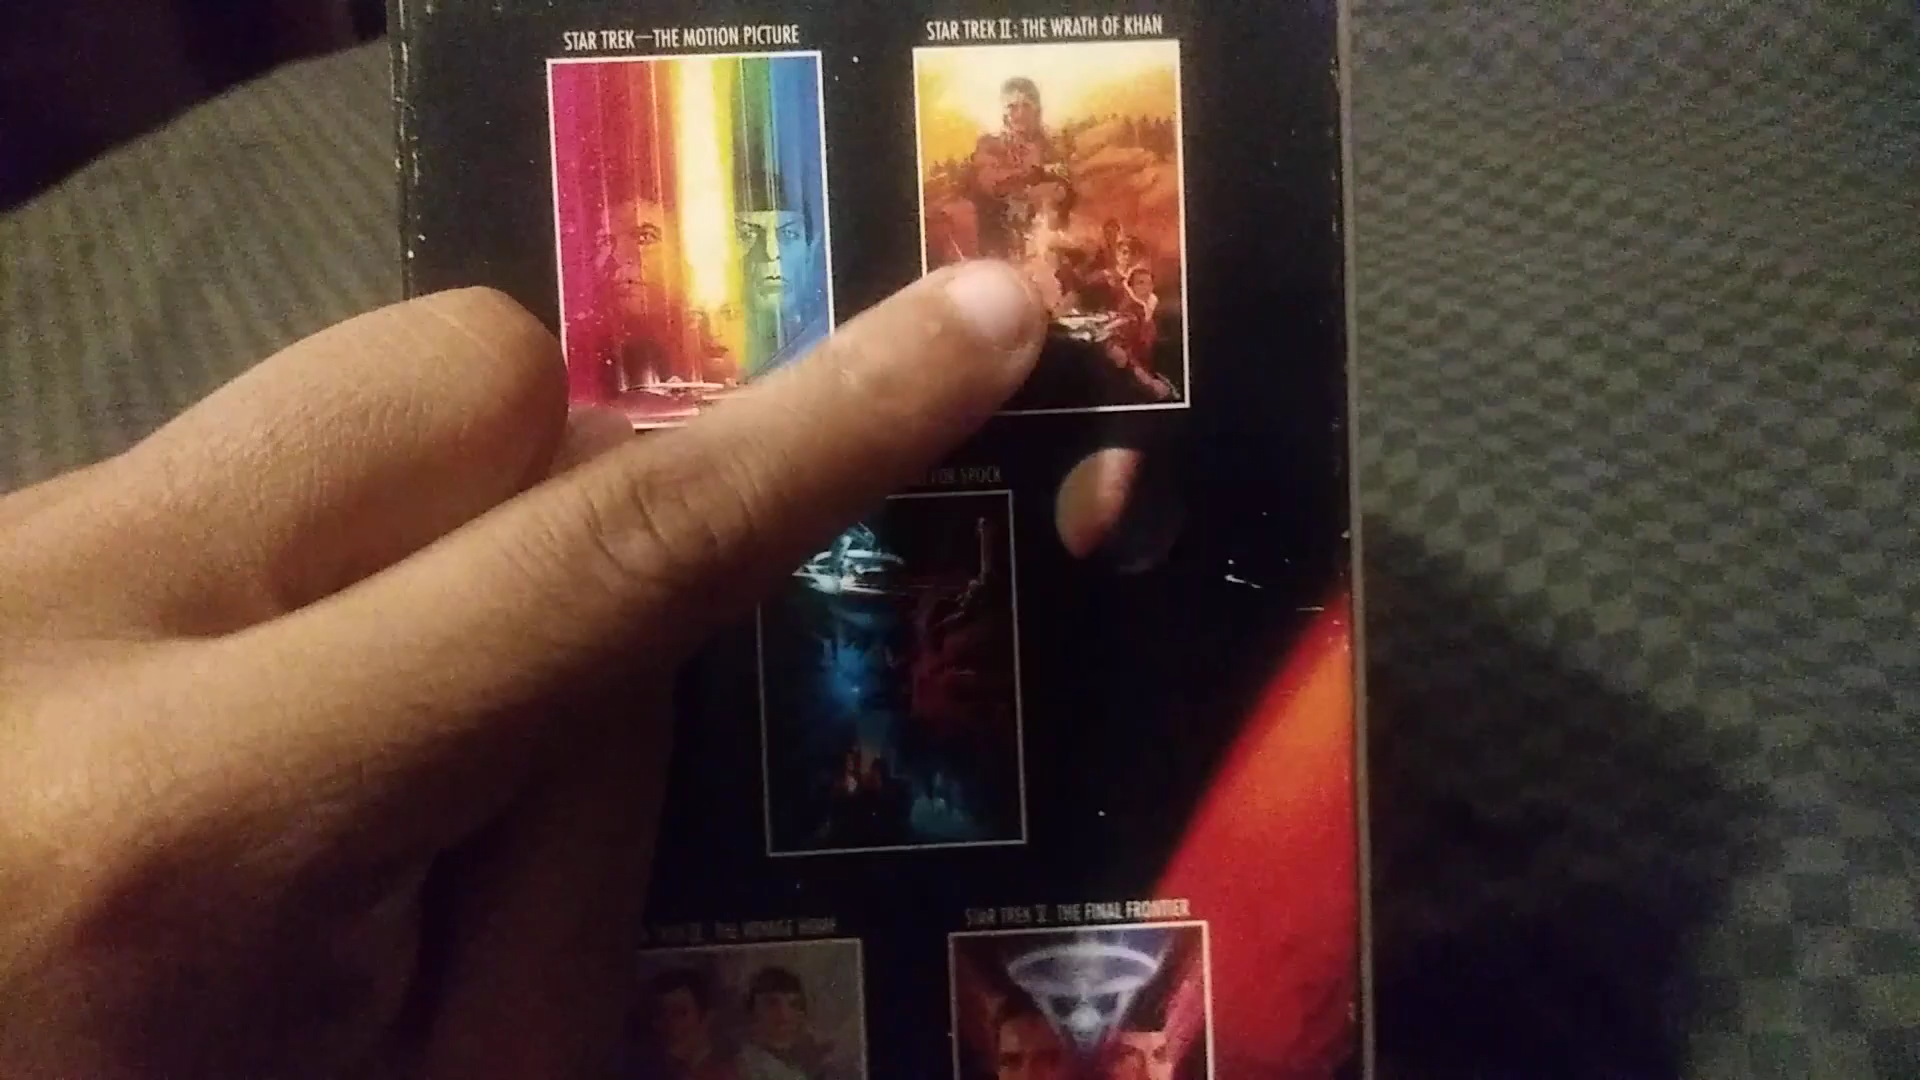 STAR TREK—THE MOTION PICTURE
STAR TREK II: THE WRATH OF KHAN
FOR SPOCK
THE VOYAGE HOME
STAR TREK V: THE FINAL FRONTIER